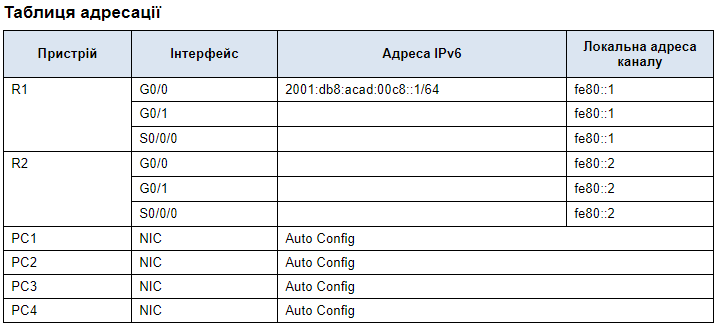 Таблиця адресації
Пристрій Інтерфейс Адреса IPv6 Локальна адреса каналу
R1 G0/0 2001:db8:acad:00c8::1/64 fe80::1
G0/1 fe80::1
S0/0/0 fe80::1
R2 G0/0 fe80::2
G0/1 fe80::2
S0/0/0 fe80::2
PC1 NIC Auto Config
PC2 NIC Auto Config
PC3 NIC Auto Config
PC4 NIC Auto Config